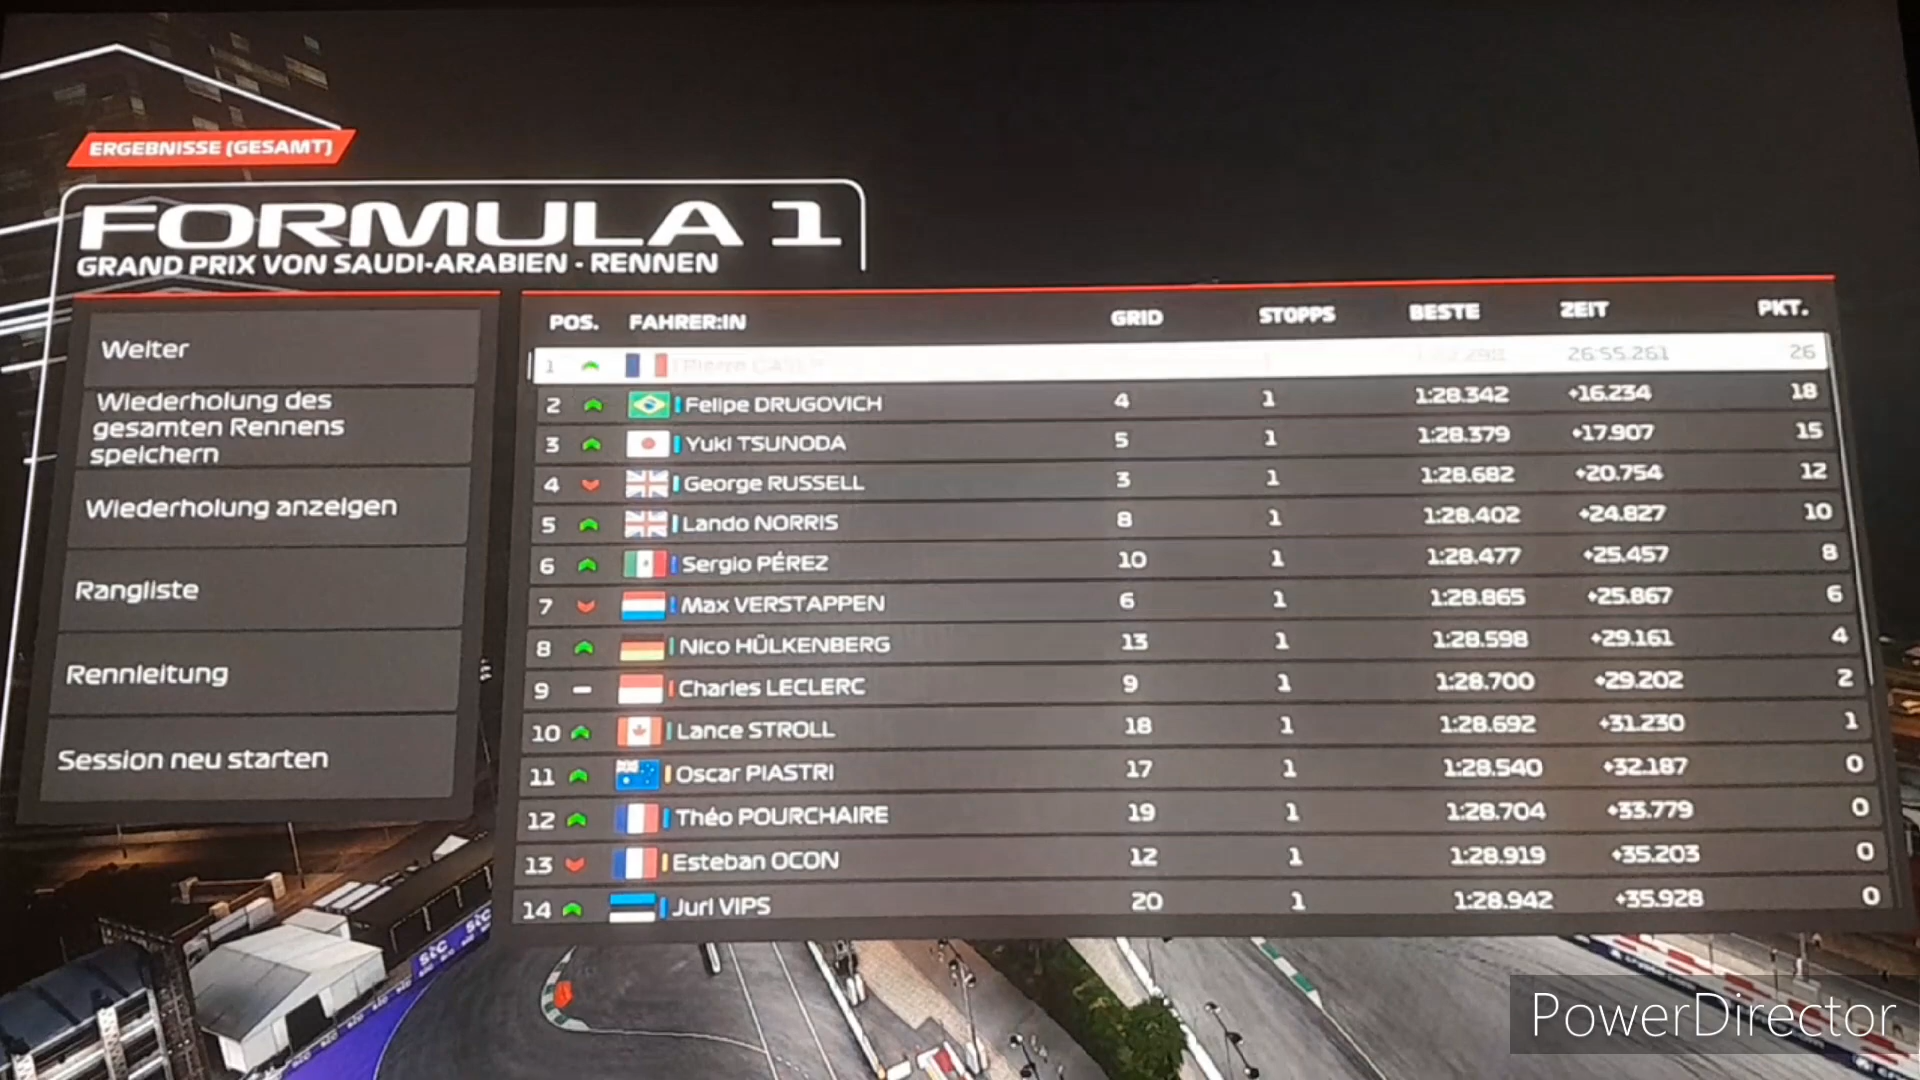 ERGEBNISSE (GESAMT)
FORMULA 1
GRAND PRIX VON SAUDI-ARABIEN - RENNEN
Weiter
Wiederholung des
gesamten Rennens
speichern
Wiederholung anzeigen
Rangliste
Rennleitung
Session neu starten
POS. FAHRER:IN GRID STOPPS BESTE ZEIT PKT.
1 Pierre 26:55.261 26
2 Felipe DRUGOVICH 4 1 1:28.342 +16.234 18
3 Yuki TSUNODA 5 1 1:28.379 +17.907 15
4 George RUSSELL 3 1 1:28.682 +20.754 12
5 Lando NORRIS 8 1 1:28.402 +24.827 10
6 Sergio PÉREZ 10 1 1:28.477 +25.457 8
7 Max VERSTAPPEN 6 1 1:28.865 +25.867 6
8 Nico HÜLKENBERG 13 1 1:28.598 +29.161 4
9 Charles LECLERC 9 1 1:28.700 +29.202 2
10 Lance STROLL 18 1 1:28.692 +31.230 1
11 Oscar PIASTRI 17 1 1:28.540 +32.187 0
12 Théo POURCHAIRE 19 1 1:28.704 +33.779 0
13 Esteban OCON 12 1 1:28.919 +35.203 0
14 Juri VIPS 20 1 1:28.942 +35.928 0
stc
stc
PowerDirector